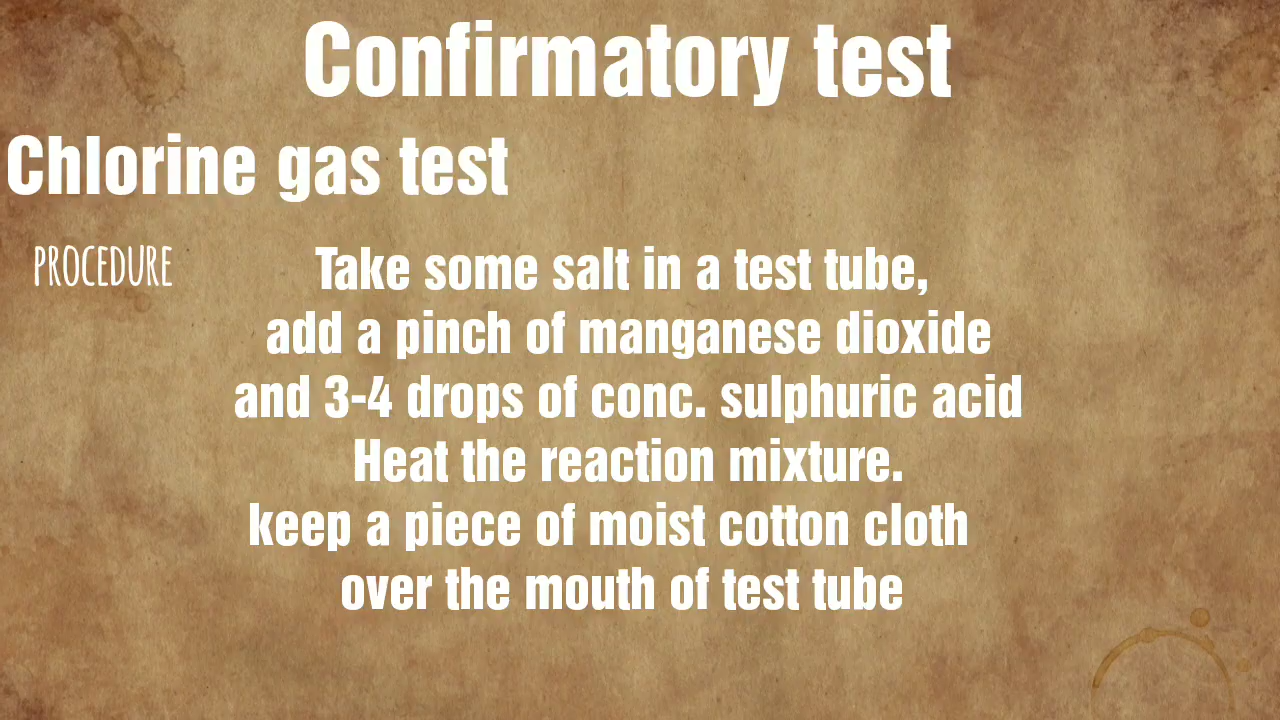 Confirmatory test
Chlorine gas test
PROCEDURE
Take some salt in a test tube,
add a pinch of manganese dioxide
and 3-4 drops of conc. sulphuric acid
Heat the reaction mixture.
keep a piece of moist cotton cloth
over the mouth of test tube